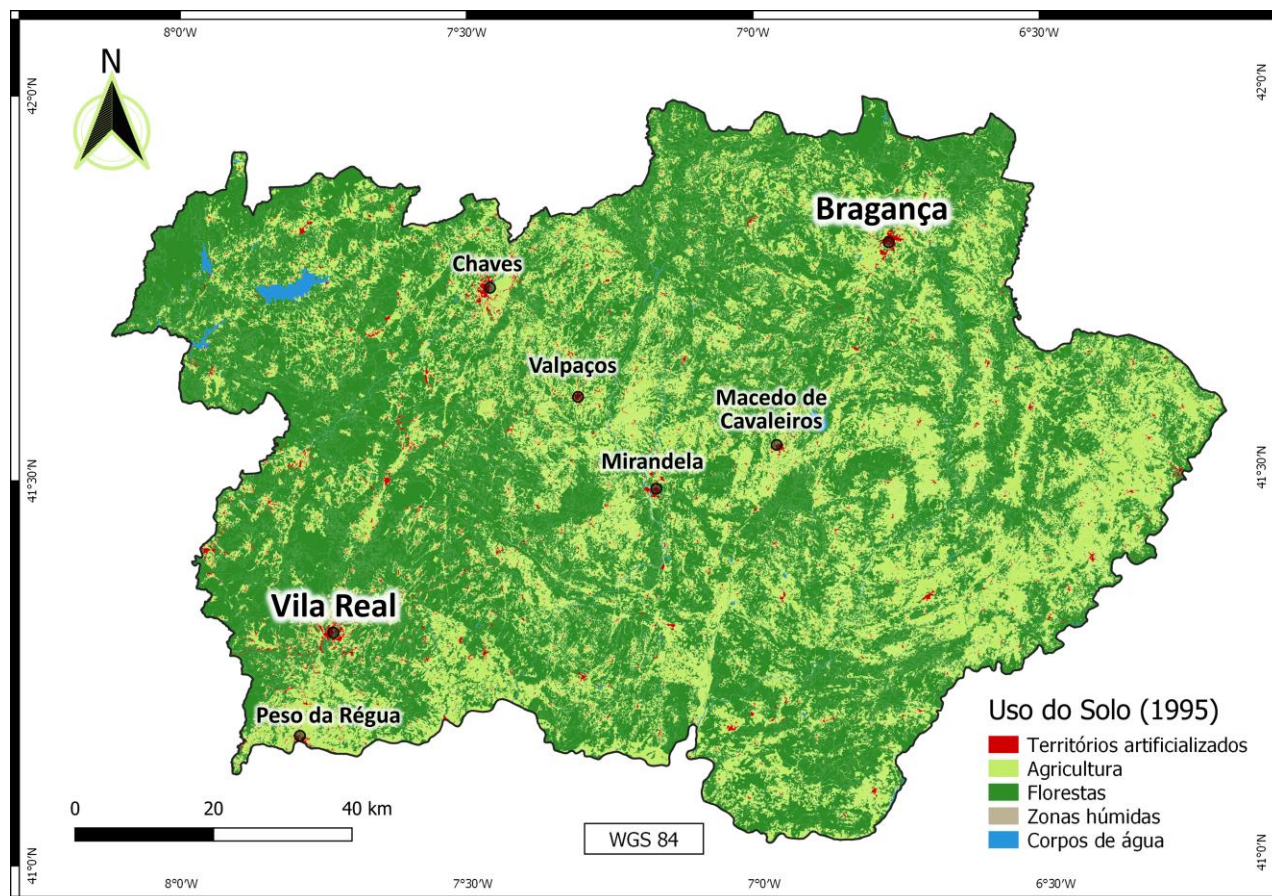 8°0'W 7°30'W 7°0'W 6°30'W
N
42°0'N 42°0'N
Bragança
Chaves
Valpaços
Macedo de
Cavaleiros
Mirandela
41°30'N 41°30'N
Vila Real
Peso da Régua
Uso do Solo (1995)
Territórios artificializados
Agricultura
Florestas
Zonas húmidas
Corpos de água
0 20 40 km
WGS 84
41°0'N 41°0'N
8°0'W 7°30'W 7°0'W 6°30'W